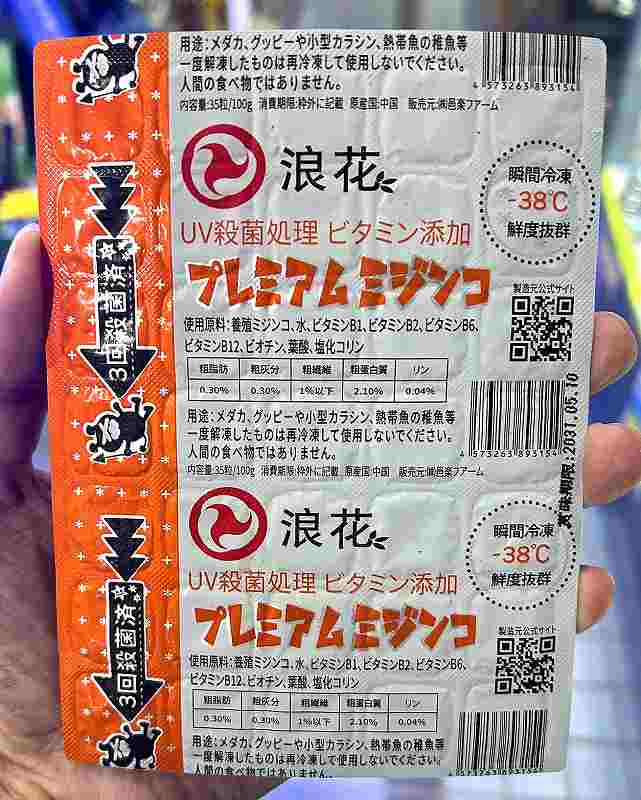 用途:メダカ、グッピーや小型カラシン、熱帯魚の稚魚等
一度解凍したものは再冷凍して使用しないでください。
人間の食べ物ではありません。
内容量:35粒/100g 消費期限:枠外に記載 原産国:中国 販売元:㈱邑楽ファーム
4 573263 893154
浪花
瞬間冷凍
-38℃
鮮度抜群
UV殺菌処理 ビタミン添加
プレミアムミジンコ
製造元公式サイト
3回殺菌済
使用原料:養殖ミジンコ、水、ビタミンB1、ビタミンB2、ビタミンB6、
ビタミンB12、ビオチン、葉酸、塩化コリン
粗脂肪 粗灰分 粗繊維 粗蛋白質 リン
0.30% 0.30% 1%以下 2.10% 0.04%
用途:メダカ、グッピーや小型カラシン、熱帯魚の稚魚等
一度解凍したものは再冷凍して使用しないでください。
人間の食べ物ではありません。
内容量:35粒/100g 消費期限:枠外に記載 原産国:中国 販売元:㈱邑楽ファーム
4 573263 893154
賞味期限:2031.05.10
浪花
瞬間冷凍
-38℃
鮮度抜群
UV殺菌処理 ビタミン添加
プレミアムミジンコ
製造元公式サイト
3回殺菌済
使用原料:養殖ミジンコ、水、ビタミンB1、ビタミンB2、ビタミンB6、
ビタミンB12、ビオチン、葉酸、塩化コリン
粗脂肪 粗灰分 粗繊維 粗蛋白質 リン
0.30% 0.30% 1%以下 2.10% 0.04%
用途:メダカ、グッピーや小型カラシン、熱帯魚の稚魚等
一度解凍したものは再冷凍して使用しないでください。
人間の食べ物ではありません。
4 573263 893154